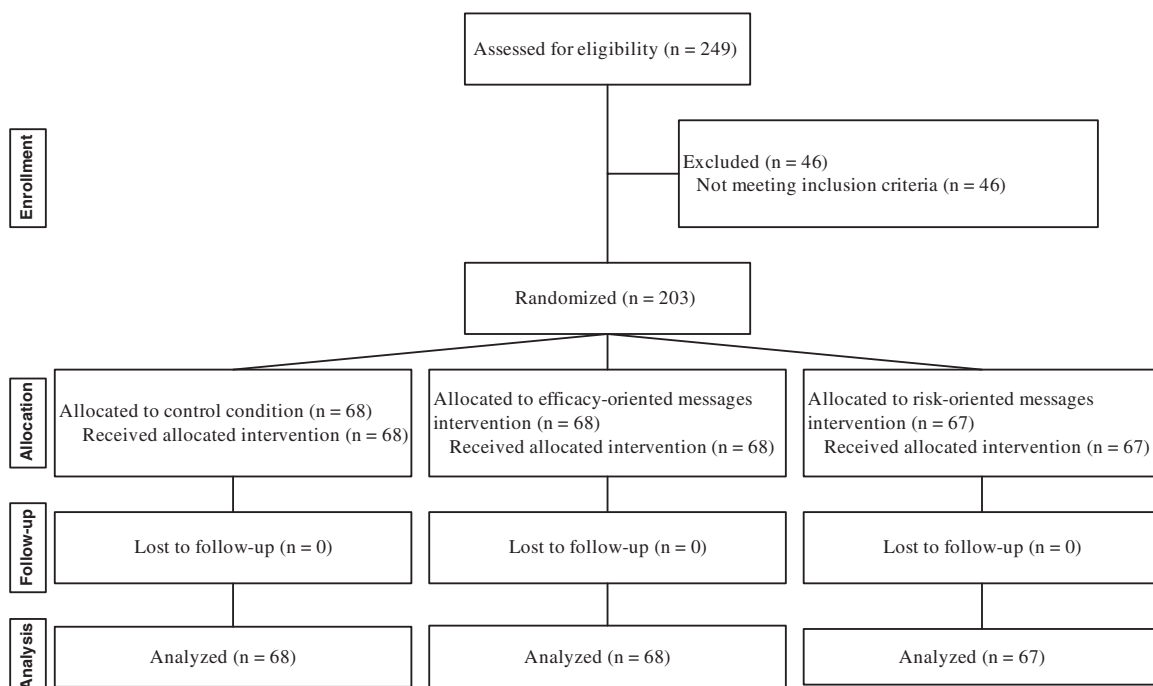 Assessed for eligibility (n = 249)
Enrollment
Excluded (n = 46)
Not meeting inclusion criteria (n = 46)
Randomized (n = 203)
Allocation
Allocated to control condition (n = 68)
Received allocated intervention (n = 68)
Allocated to efficacy-oriented messages
intervention (n = 68)
Received allocated intervention (n = 68)
Allocated to risk-oriented messages
intervention (n = 67)
Received allocated intervention (n = 67)
Follow-up
Lost to follow-up (n = 0)
Lost to follow-up (n = 0)
Lost to follow-up (n = 0)
Analysis
Analyzed (n = 68)
Analyzed (n = 68)
Analyzed (n = 67)